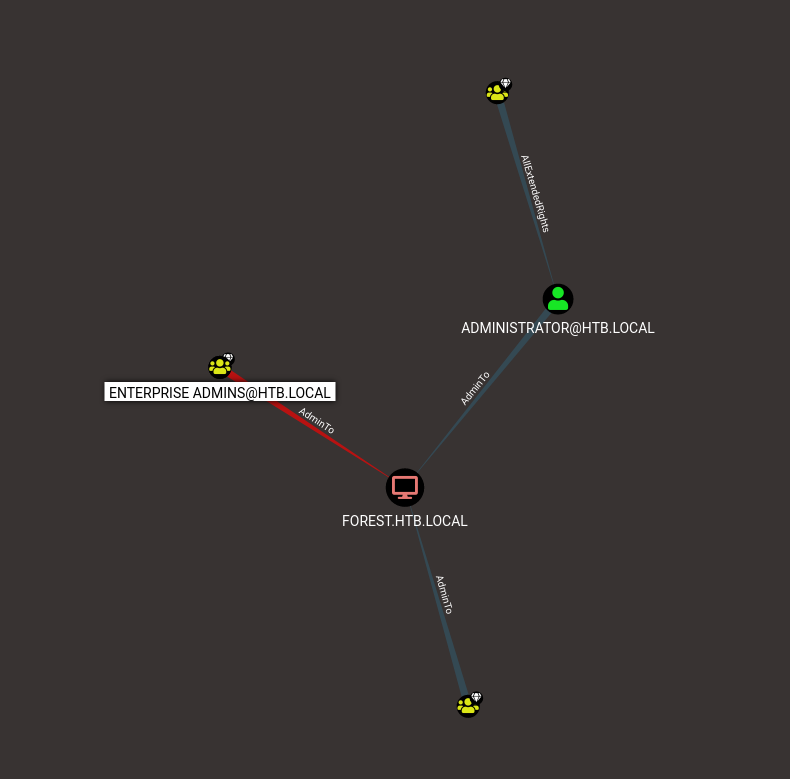 AllExtendedRights
ADMINISTRATOR@HTB.LOCAL
AdminTo
ENTERPRISE ADMINS@HTB.LOCAL
AdminTo
FOREST.HTB.LOCAL
AdminTo